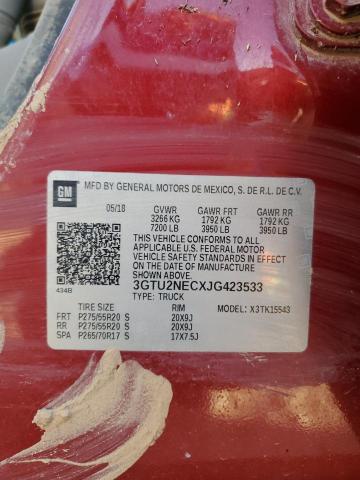 GM
MFD BY GENERAL MOTORS DE MEXICO, S. DE R.L. DE C.V.
05/18 GVWR GAWR FRT GAWR RR
3266 KG 1792 KG 1792 KG
7200 LB 3950 LB 3950 LB
THIS VEHICLE CONFORMS TO ALL APPLICABLE
U.S. FEDERAL MOTOR
VEHICLE SAFETY
STANDARDS IN EFFECT
ON THE DATE OF
MANUFACTURE SHOWN
ABOVE.
434B
3GTU2NECXJG423533
TYPE: TRUCK
TIRE SIZE RIM MODEL: X3TK15543
FRT P275/55R20 S 20X9J
RR P275/55R20 S 20X9J
SPA P265/70R17 S 17X7.5J